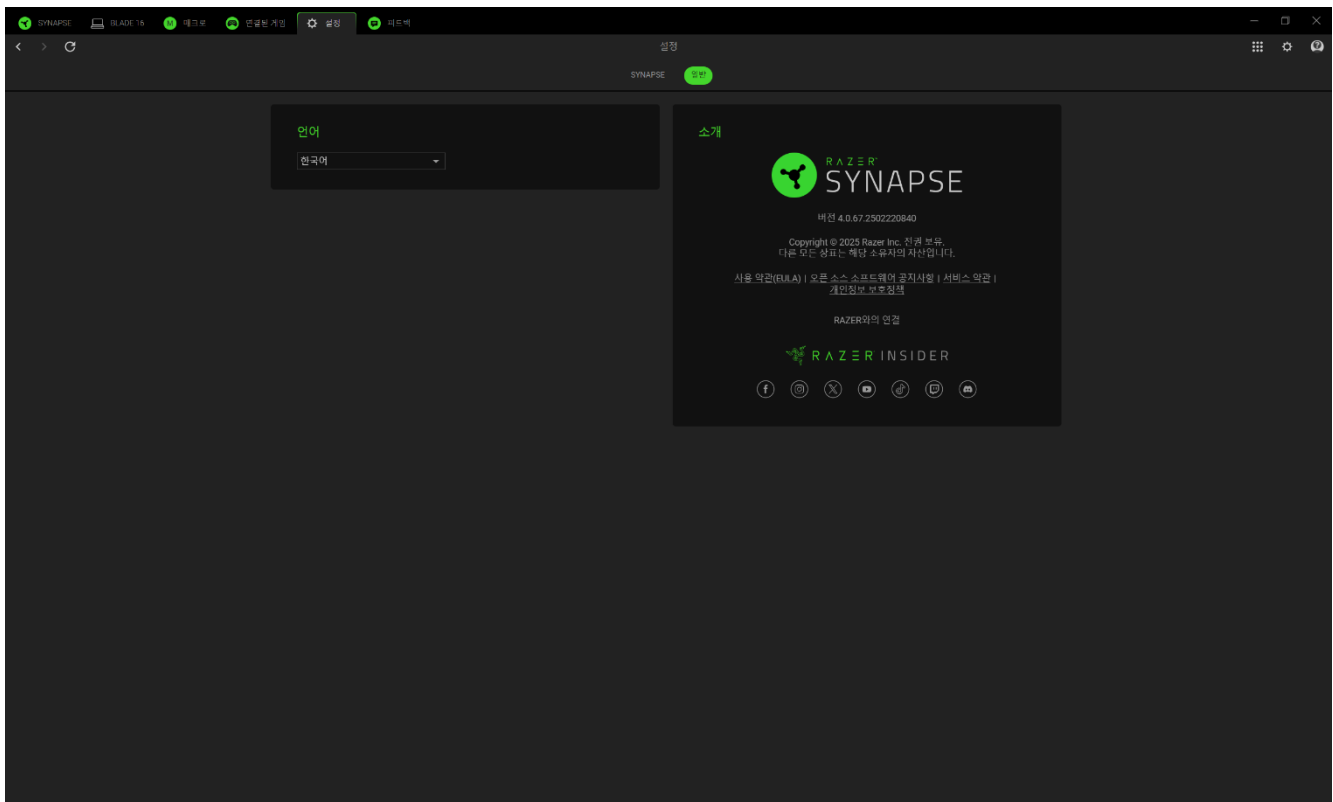 SYNAPSE BLADE 16 매크로 연결된 게임 설정 피드백
설정
SYNAPSE 일반
언어
한국어
소개
RAZER
SYNAPSE
버전 4.0.67.2502220840
Copyright © 2025 Razer Inc. 전권 보유.
다른 모든 상표는 해당 소유자의 자산입니다.
사용 약관(EULA) | 오픈 소스 소프트웨어 공지사항 | 서비스 약관 |
개인정보 보호정책
RAZER와의 연결
RAZER INSIDER